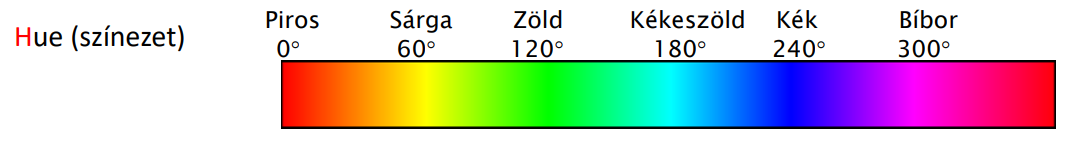 Hue (színezet)
Piros Sárga Zöld Kékeszöld Kék Bíbor
0° 60° 120° 180° 240° 300°